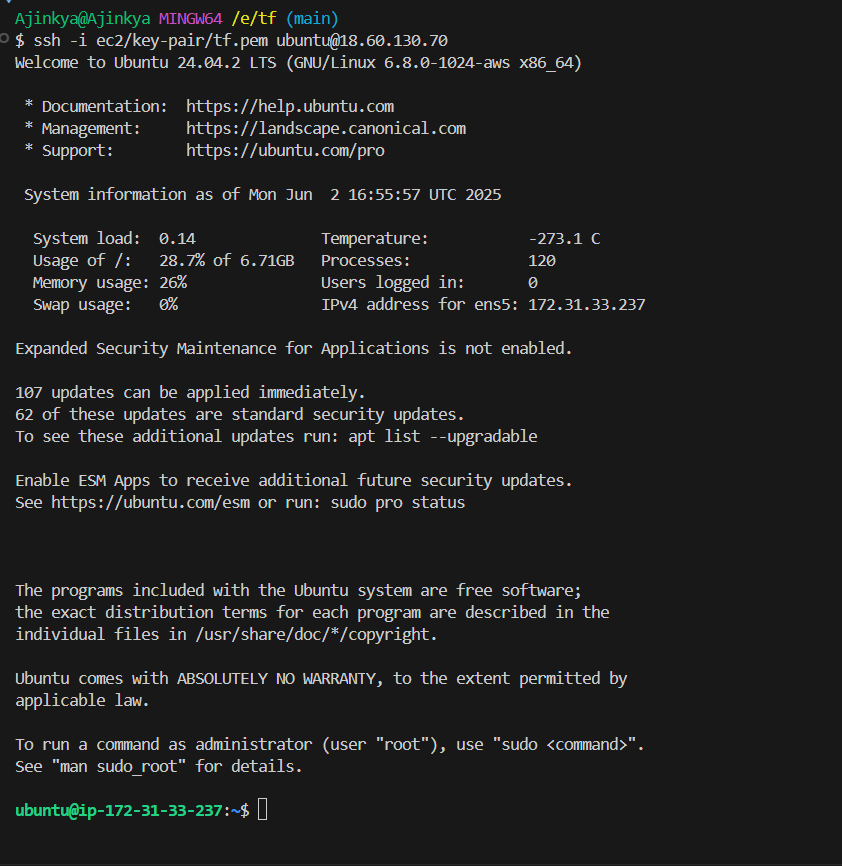 Ajinkya@Ajinkya MINGW64 /e/tf (main)
$ ssh -i ec2/key-pair/tf.pem ubuntu@18.60.130.70
Welcome to Ubuntu 24.04.2 LTS (GNU/Linux 6.8.0-1024-aws x86_64)
 * Documentation:  https://help.ubuntu.com
 * Management:     https://landscape.canonical.com
 * Support:        https://ubuntu.com/pro
 System information as of Mon Jun  2 16:55:57 UTC 2025
  System load:  0.14              Temperature:           -273.1 C
  Usage of /:   28.7% of 6.71GB   Processes:             120
  Memory usage: 26%               Users logged in:       0
  Swap usage:   0%                IPv4 address for ens5: 172.31.33.237
Expanded Security Maintenance for Applications is not enabled.
107 updates can be applied immediately.
62 of these updates are standard security updates.
To see these additional updates run: apt list --upgradable
Enable ESM Apps to receive additional future security updates.
See https://ubuntu.com/esm or run: sudo pro status
The programs included with the Ubuntu system are free software;
the exact distribution terms for each program are described in the
individual files in /usr/share/doc/*/copyright.
Ubuntu comes with ABSOLUTELY NO WARRANTY, to the extent permitted by
applicable law.
To run a command as administrator (user "root"), use "sudo <command>".
See "man sudo_root" for details.
ubuntu@ip-172-31-33-237:~$